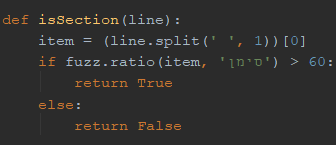 def isSection(line):
    item = (line.split(' ', 1))[0]
    if fuzz.ratio(item, 'סימן') > 60:
        return True
    else:
        return False